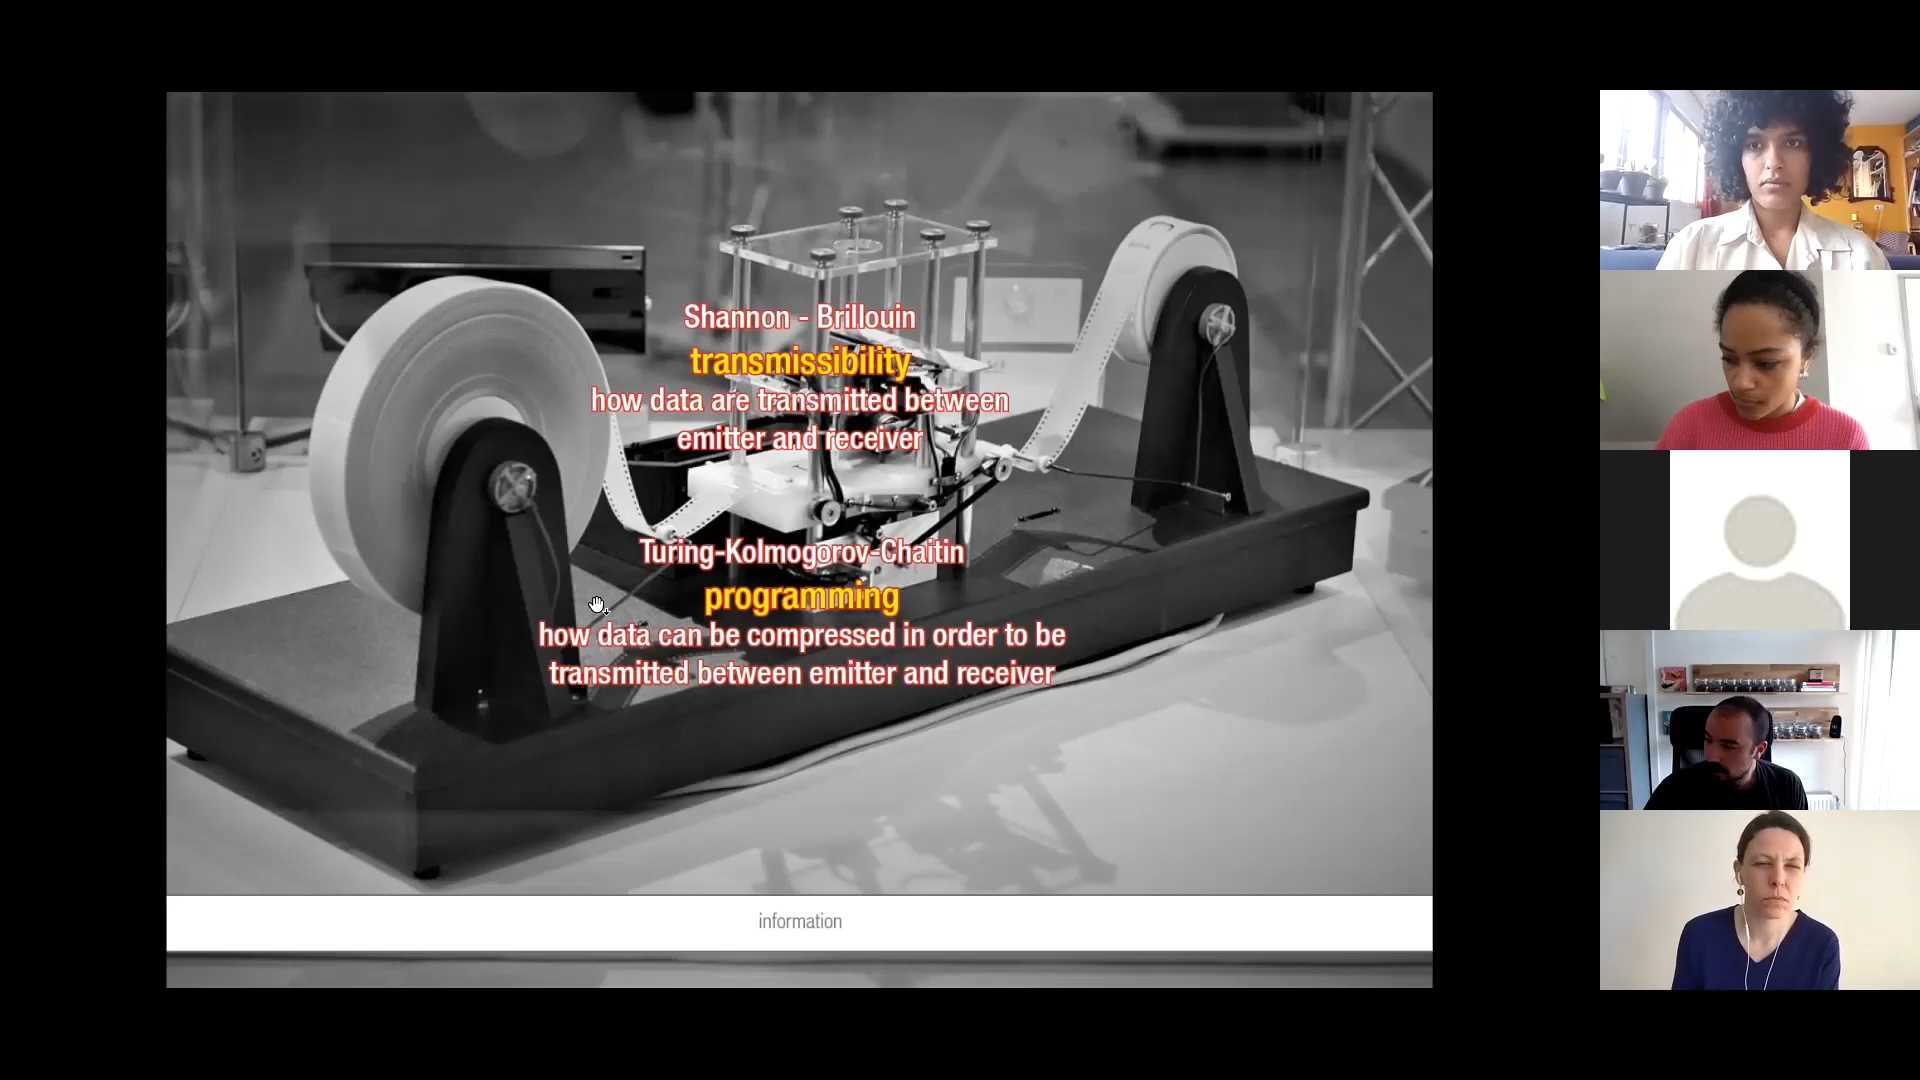 Shannon - Brillouin
transmissibility
how data are transmitted between
emitter and receiver
Turing-Kolmogorov-Chaitin
programming
how data can be compressed in order to be
transmitted between emitter and receiver
information